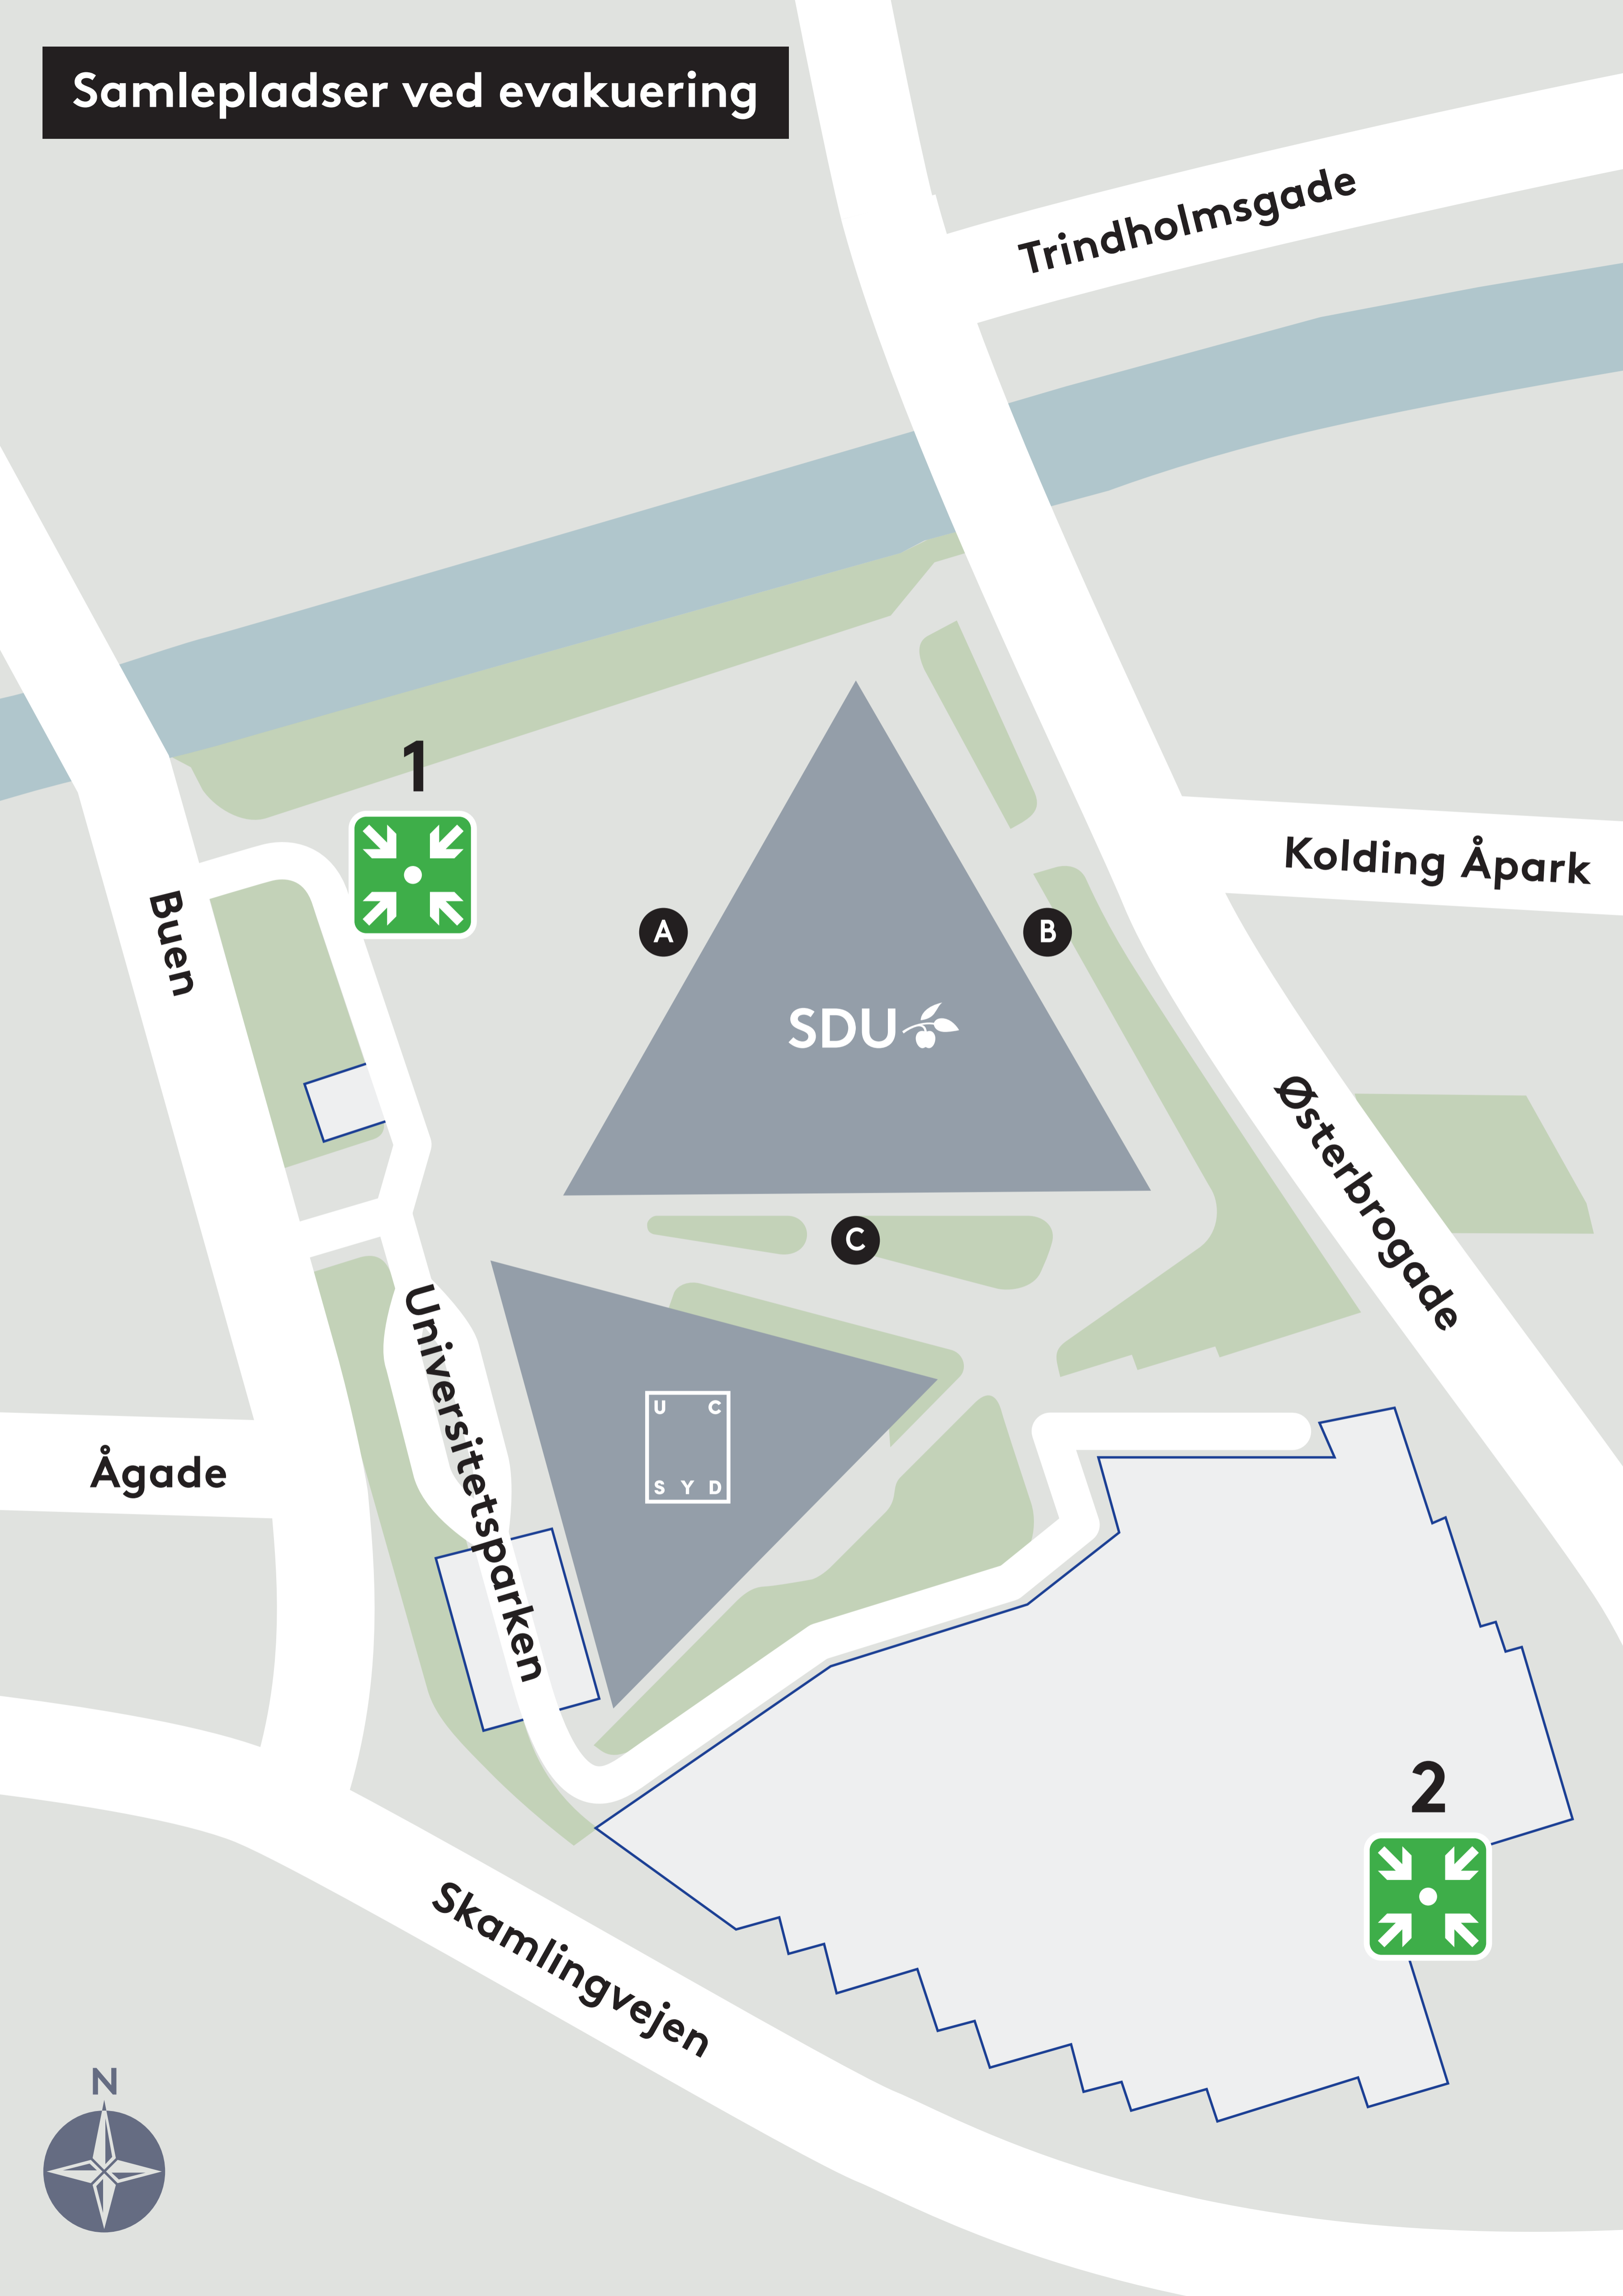 Samlepladser ved evakuering
Trindholmsgade
1
Kolding Åpark
Buen
A
B
SDU
Østerbrogade
C
Universitetsparken
U C
S Y D
Ågade
2
Skamlingvejen
N